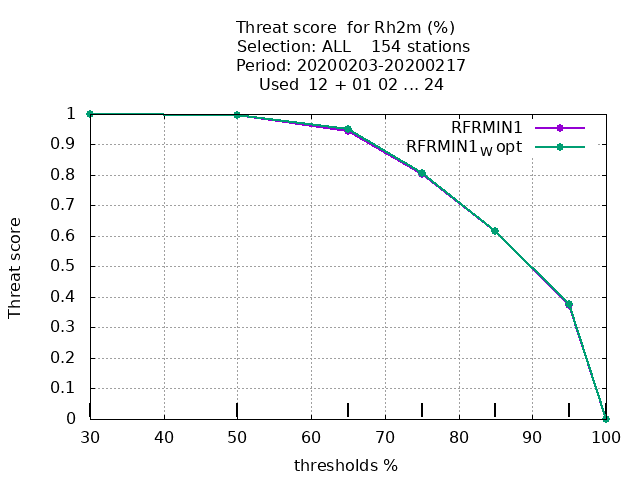 Threat score  for Rh2m (%)
Selection: ALL    154 stations
Period: 20200203-20200217
Used  12 + 01 02 ... 24
RFRMIN1
RFRMIN1W opt
Threat score
1
0.9
0.8
0.7
0.6
0.5
0.4
0.3
0.2
0.1
0
30 40 50 60 70 80 90 100
thresholds %